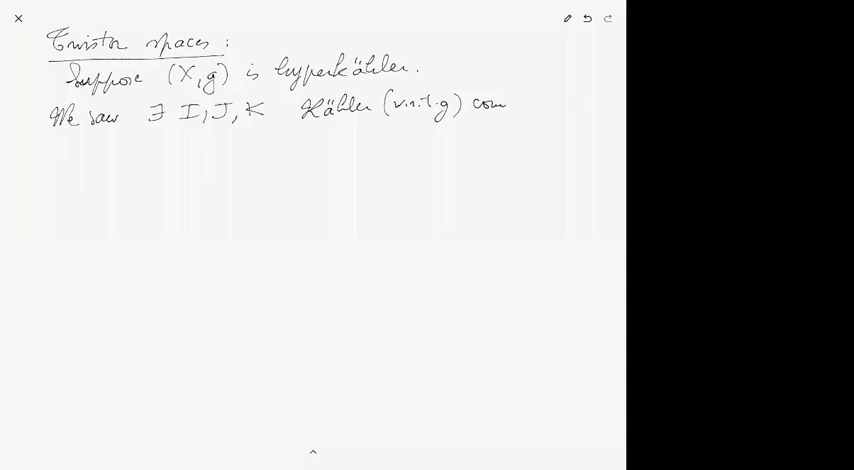 Twistor spaces :
Suppose (X, g) is hyperkähler.
We saw ∃ I, J, K Kähler (w.r.t. g) com